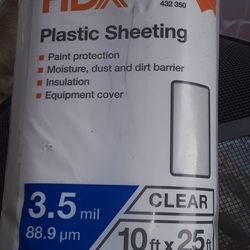 HDX
432 350
Plastic Sheeting
• Paint protection
• Moisture, dust and dirt barrier
• Insulation
• Equipment cover
CLEAR
3.5 mil
88.9 µm
10 ft x 25 ft